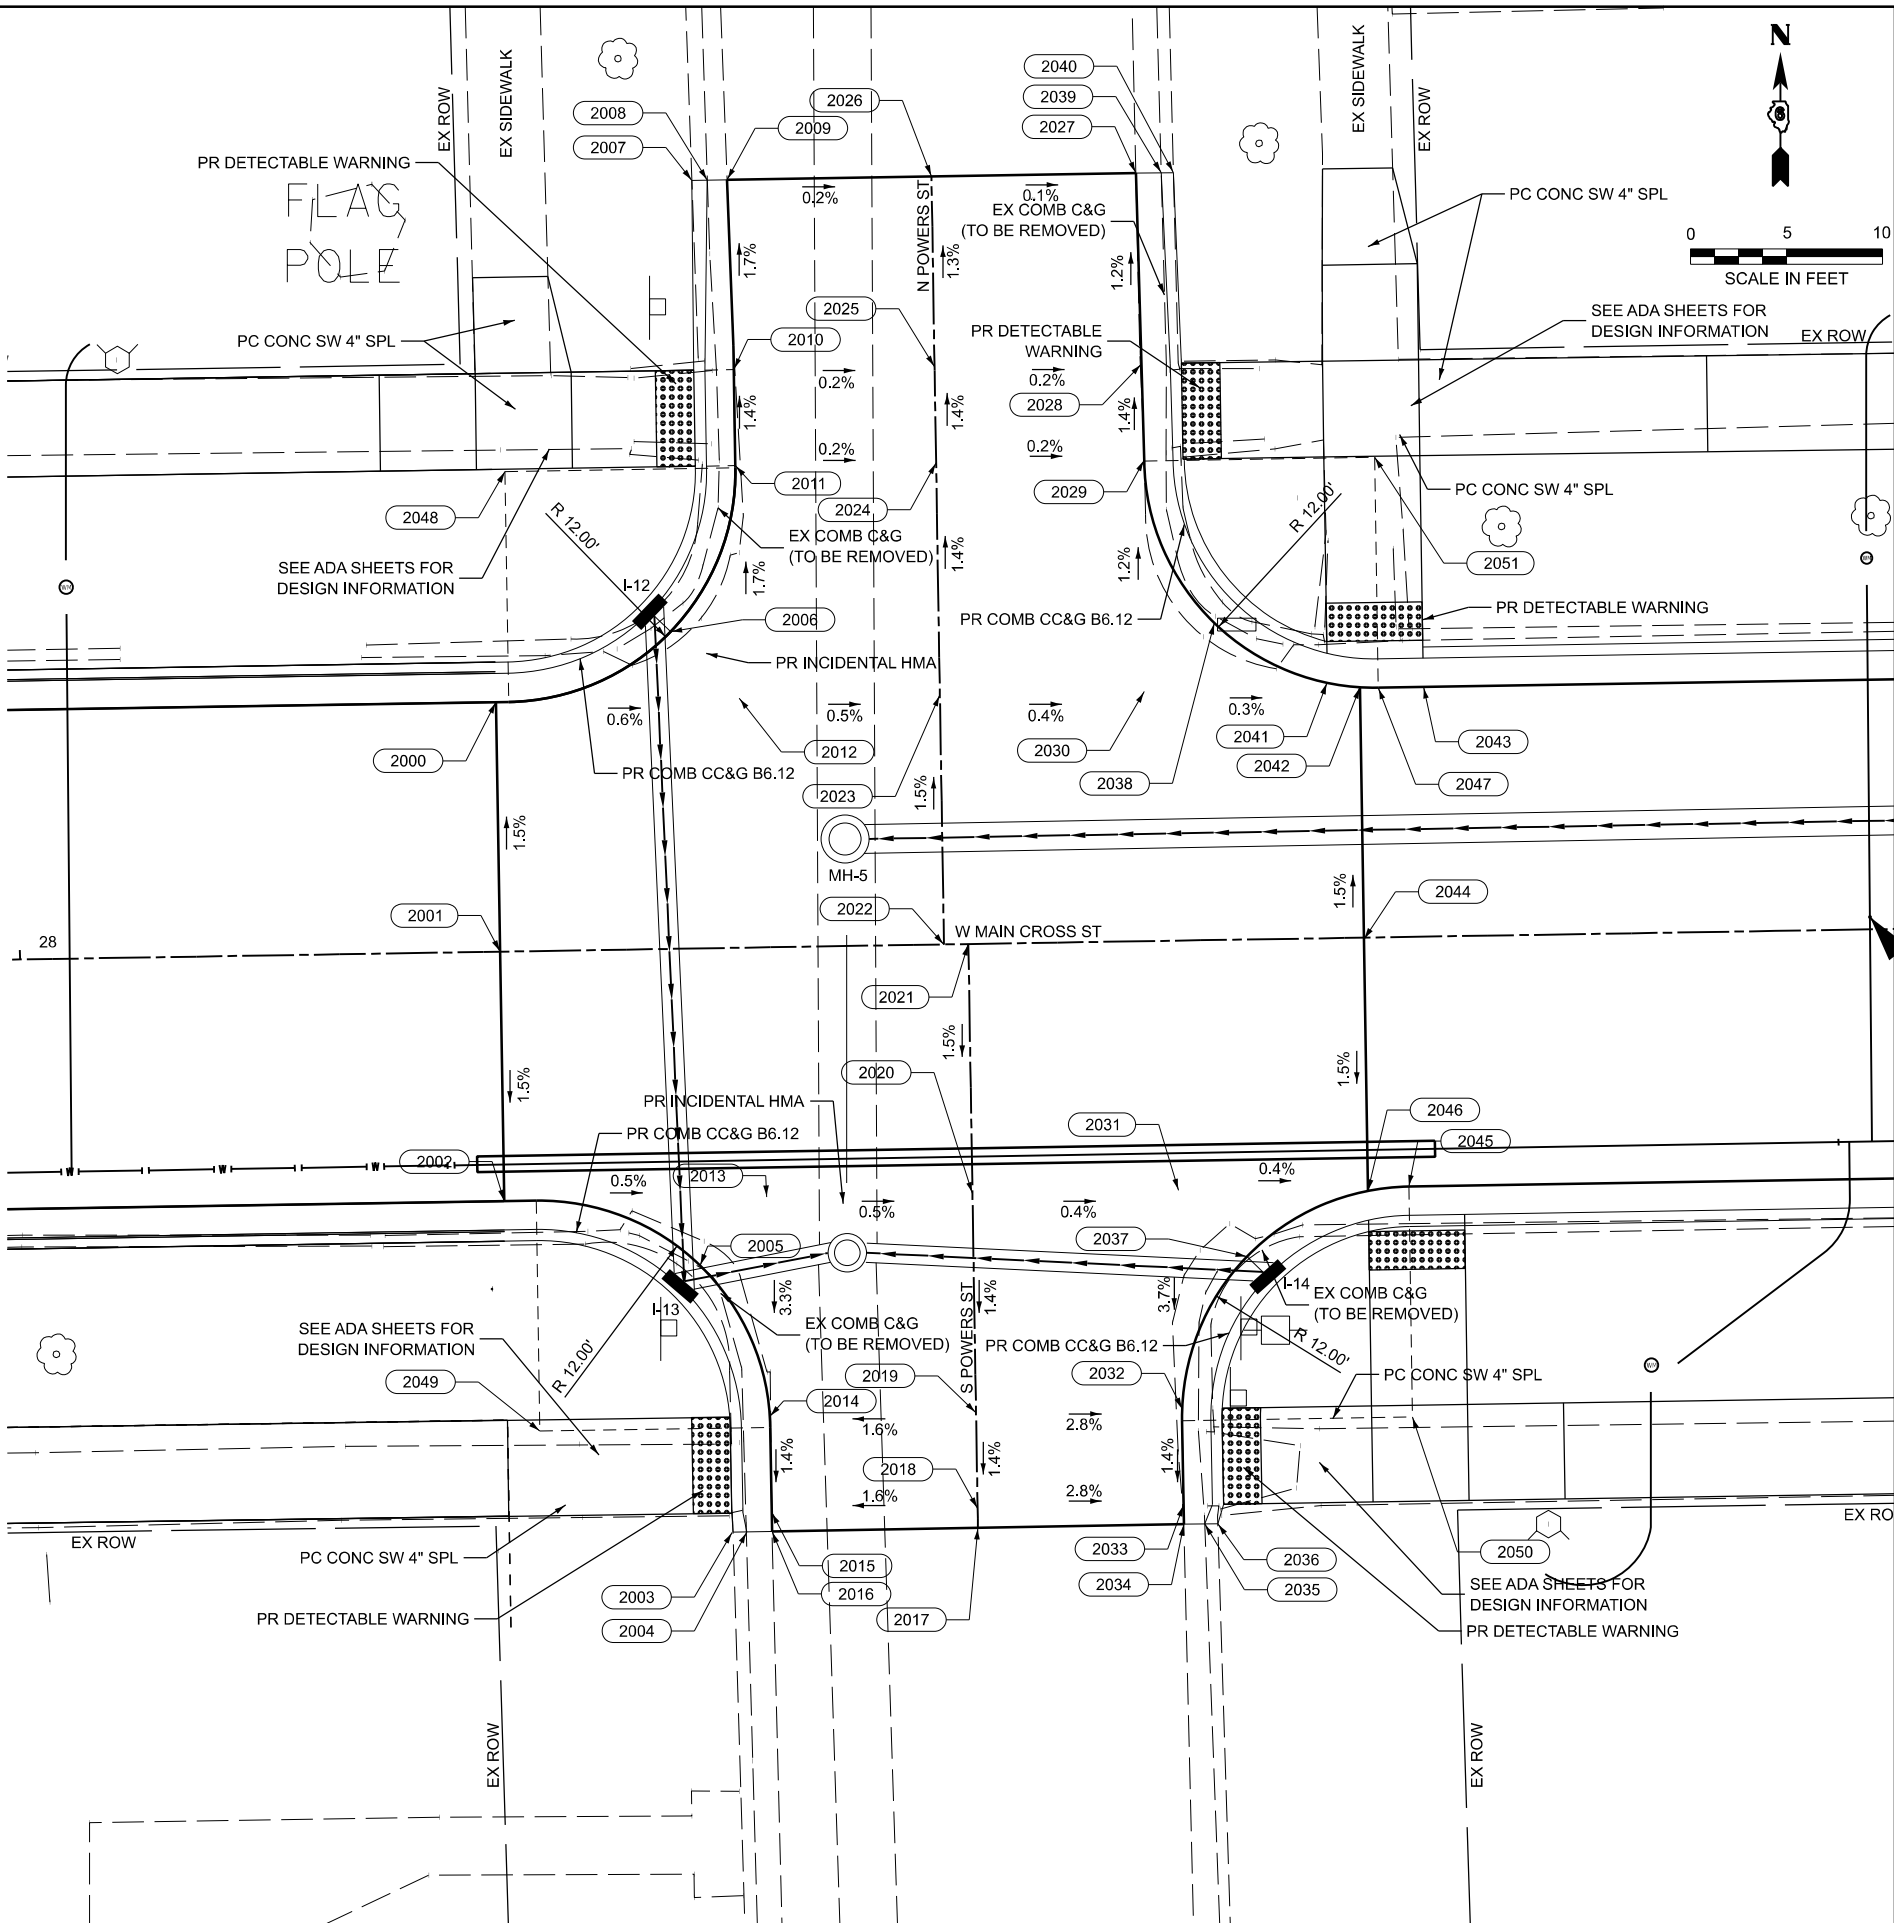 N
0 5 10
SCALE IN FEET
EX ROW
EX SIDEWALK
2008
2007
2026
2009
2040
2039
2027
EX SIDEWALK
EX ROW
PR DETECTABLE WARNING
FLAG
POLE
0.2%
0.1%
N POWERS ST
EX COMB C&G
(TO BE REMOVED)
PC CONC SW 4" SPL
1.7%
1.3%
1.2%
PC CONC SW 4" SPL
2025
2010
PR DETECTABLE
WARNING
SEE ADA SHEETS FOR
DESIGN INFORMATION
EX ROW
0.2%
0.2%
1.4%
1.4%
2028
1.4%
0.2%
0.2%
2011
2024
2029
PC CONC SW 4" SPL
2048
R 12.00'
R 12.00'
EX COMB C&G
(TO BE REMOVED)
1.4%
1.2%
2051
SEE ADA SHEETS FOR
DESIGN INFORMATION
I-12
1.7%
WM
WM
2006
PR COMB CC&G B6.12
PR DETECTABLE WARNING
PR INCIDENTAL HMA
0.6%
0.5%
0.4%
0.3%
2000
2012
2030
2041
2042
2043
PR COMB CC&G B6.12
2023
1.5%
2038
2047
1.5%
MH-5
1.5%
2044
2001
2022
W MAIN CROSS ST
28
2021
1.5%
1.5%
2020
1.5%
PR INCIDENTAL HMA
PR COMB CC&G B6.12
2031
2046
2045
2002
W W W
0.5%
2013
0.4%
0.5%
0.4%
2005
2037
I-13
3.3%
S POWERS ST
1.4%
3.7%
I-14
EX COMB C&G
(TO BE REMOVED)
EX COMB C&G
(TO BE REMOVED)
SEE ADA SHEETS FOR
DESIGN INFORMATION
PR COMB CC&G B6.12
R 12.00'
R 12.00'
WM
2049
2019
2032
PC CONC SW 4" SPL
2014
1.6%
2.8%
1.4%
1.4%
1.4%
2018
1.6%
2.8%
EX ROW
EX RO
PC CONC SW 4" SPL
2015
2016
2033
2034
2036
2035
2050
2003
2004
2017
PR DETECTABLE WARNING
SEE ADA SHEETS FOR
DESIGN INFORMATION
PR DETECTABLE WARNING
EX ROW
EX ROW